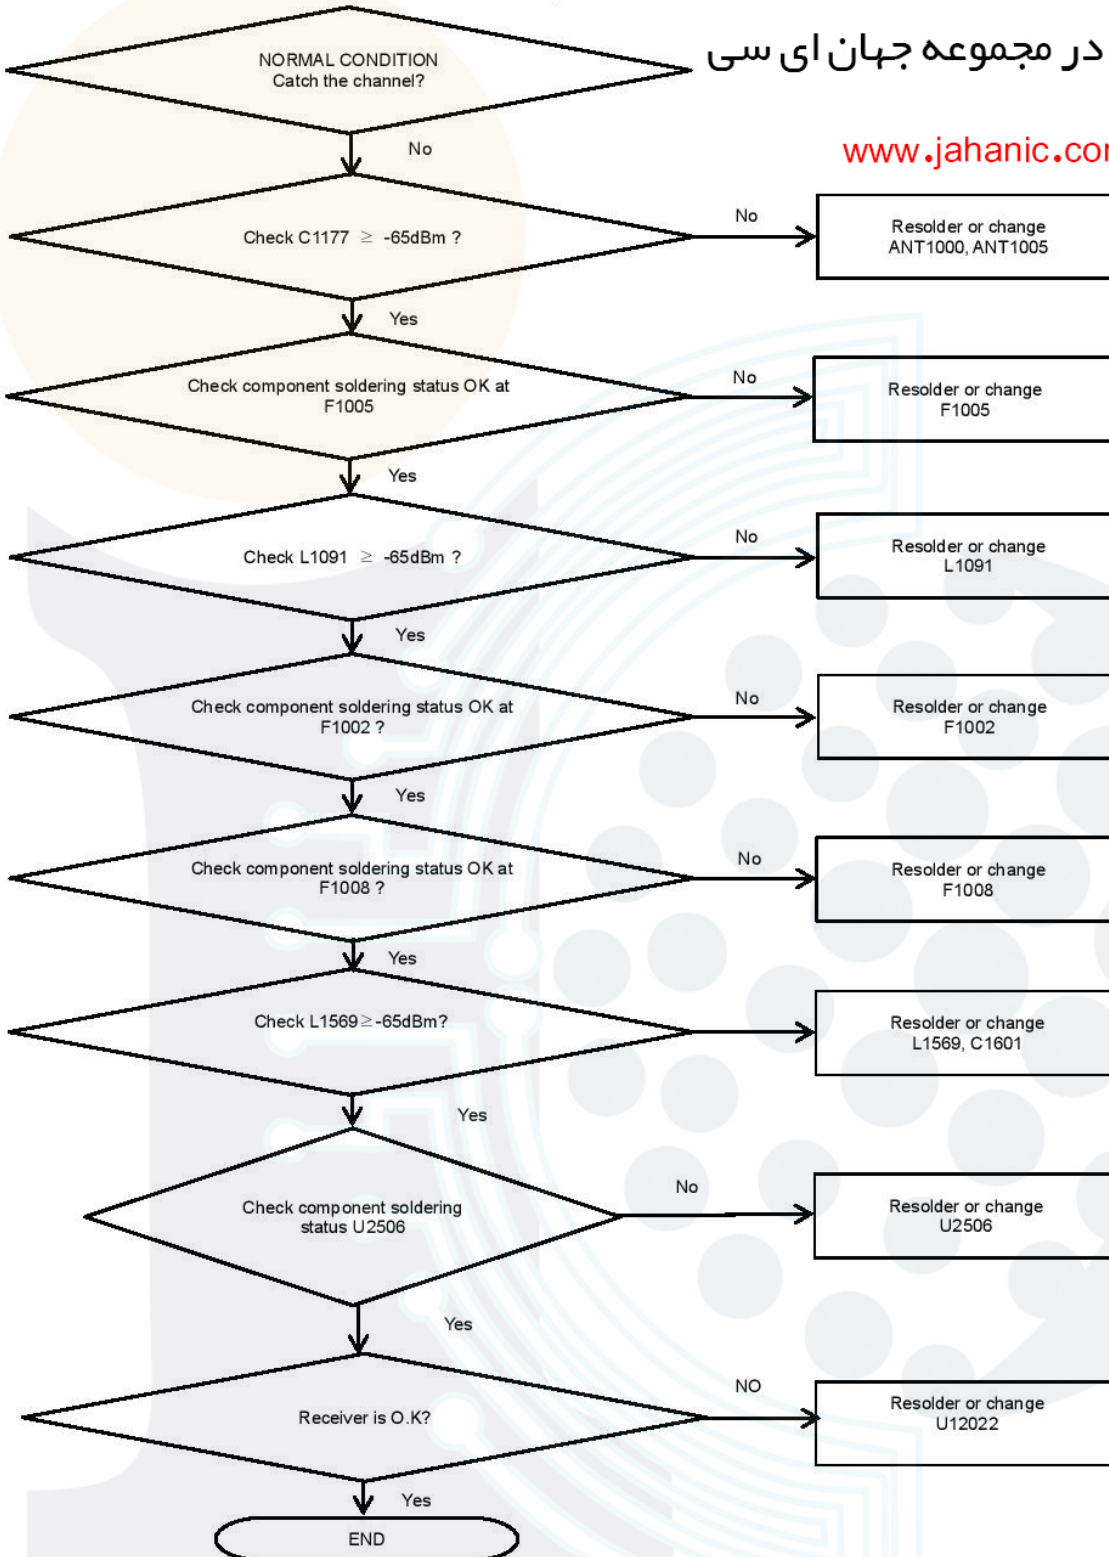 در مجموعه جهان ای سی
NORMAL CONDITION
Catch the channel?
www.jahanic.com
No
Check C1177 ≥ -65dBm ?
No
Resolder or change
ANT1000, ANT1005
Yes
Check component soldering status OK at
F1005
No
Resolder or change
F1005
Yes
Check L1091 ≥ -65dBm ?
No
Resolder or change
L1091
Yes
Check component soldering status OK at
F1002 ?
No
Resolder or change
F1002
Yes
Check component soldering status OK at
F1008 ?
No
Resolder or change
F1008
Yes
Check L1569≥-65dBm?
Resolder or change
L1569, C1601
Yes
Check component soldering
status U2506
No
Resolder or change
U2506
Yes
Receiver is O.K?
NO
Resolder or change
U12022
Yes
END